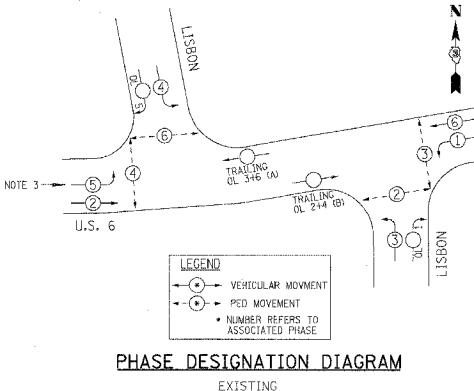 N
LISBON
OL 5
4
6
TRAILING
OL 3+6 (A)
6
1
3
NOTE 3
5
4
2
TRAILING
OL 2+4 (B)
2
U.S. 6
3
OL 1
LISBON
LEGEND
* VEHICULAR MOVMENT
* PED MOVEMENT
* NUMBER REFERS TO
ASSOCIATED PHASE
PHASE DESIGNATION DIAGRAM
EXISTING